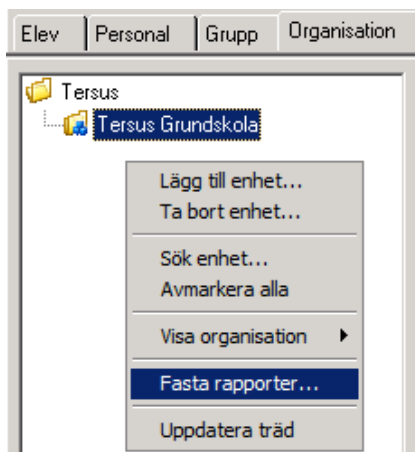 Elev Personal Grupp Organisation
Tersus
Tersus Grundskola
Lägg till enhet...
Ta bort enhet...
Sök enhet...
Avmarkera alla
Visa organisation
Fasta rapporter...
Uppdatera träd